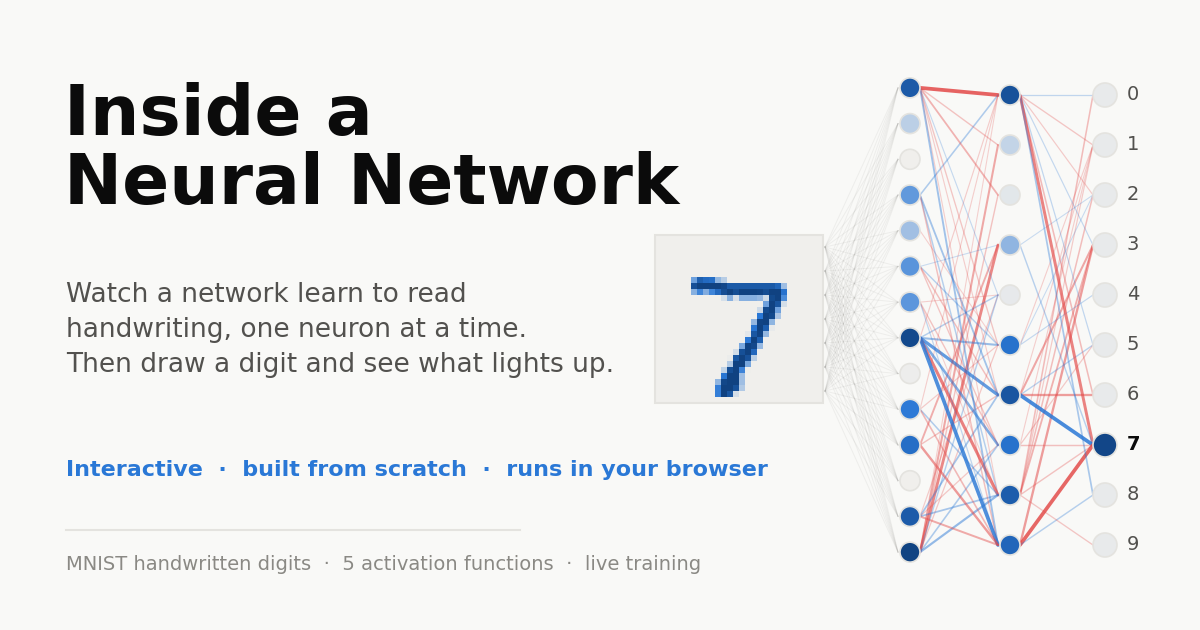 Inside a
Neural Network
Watch a network learn to read
handwriting, one neuron at a time.
Then draw a digit and see what lights up.
Interactive · built from scratch · runs in your browser
MNIST handwritten digits · 5 activation functions · live training
7
0
1
2
3
4
5
6
7
8
9